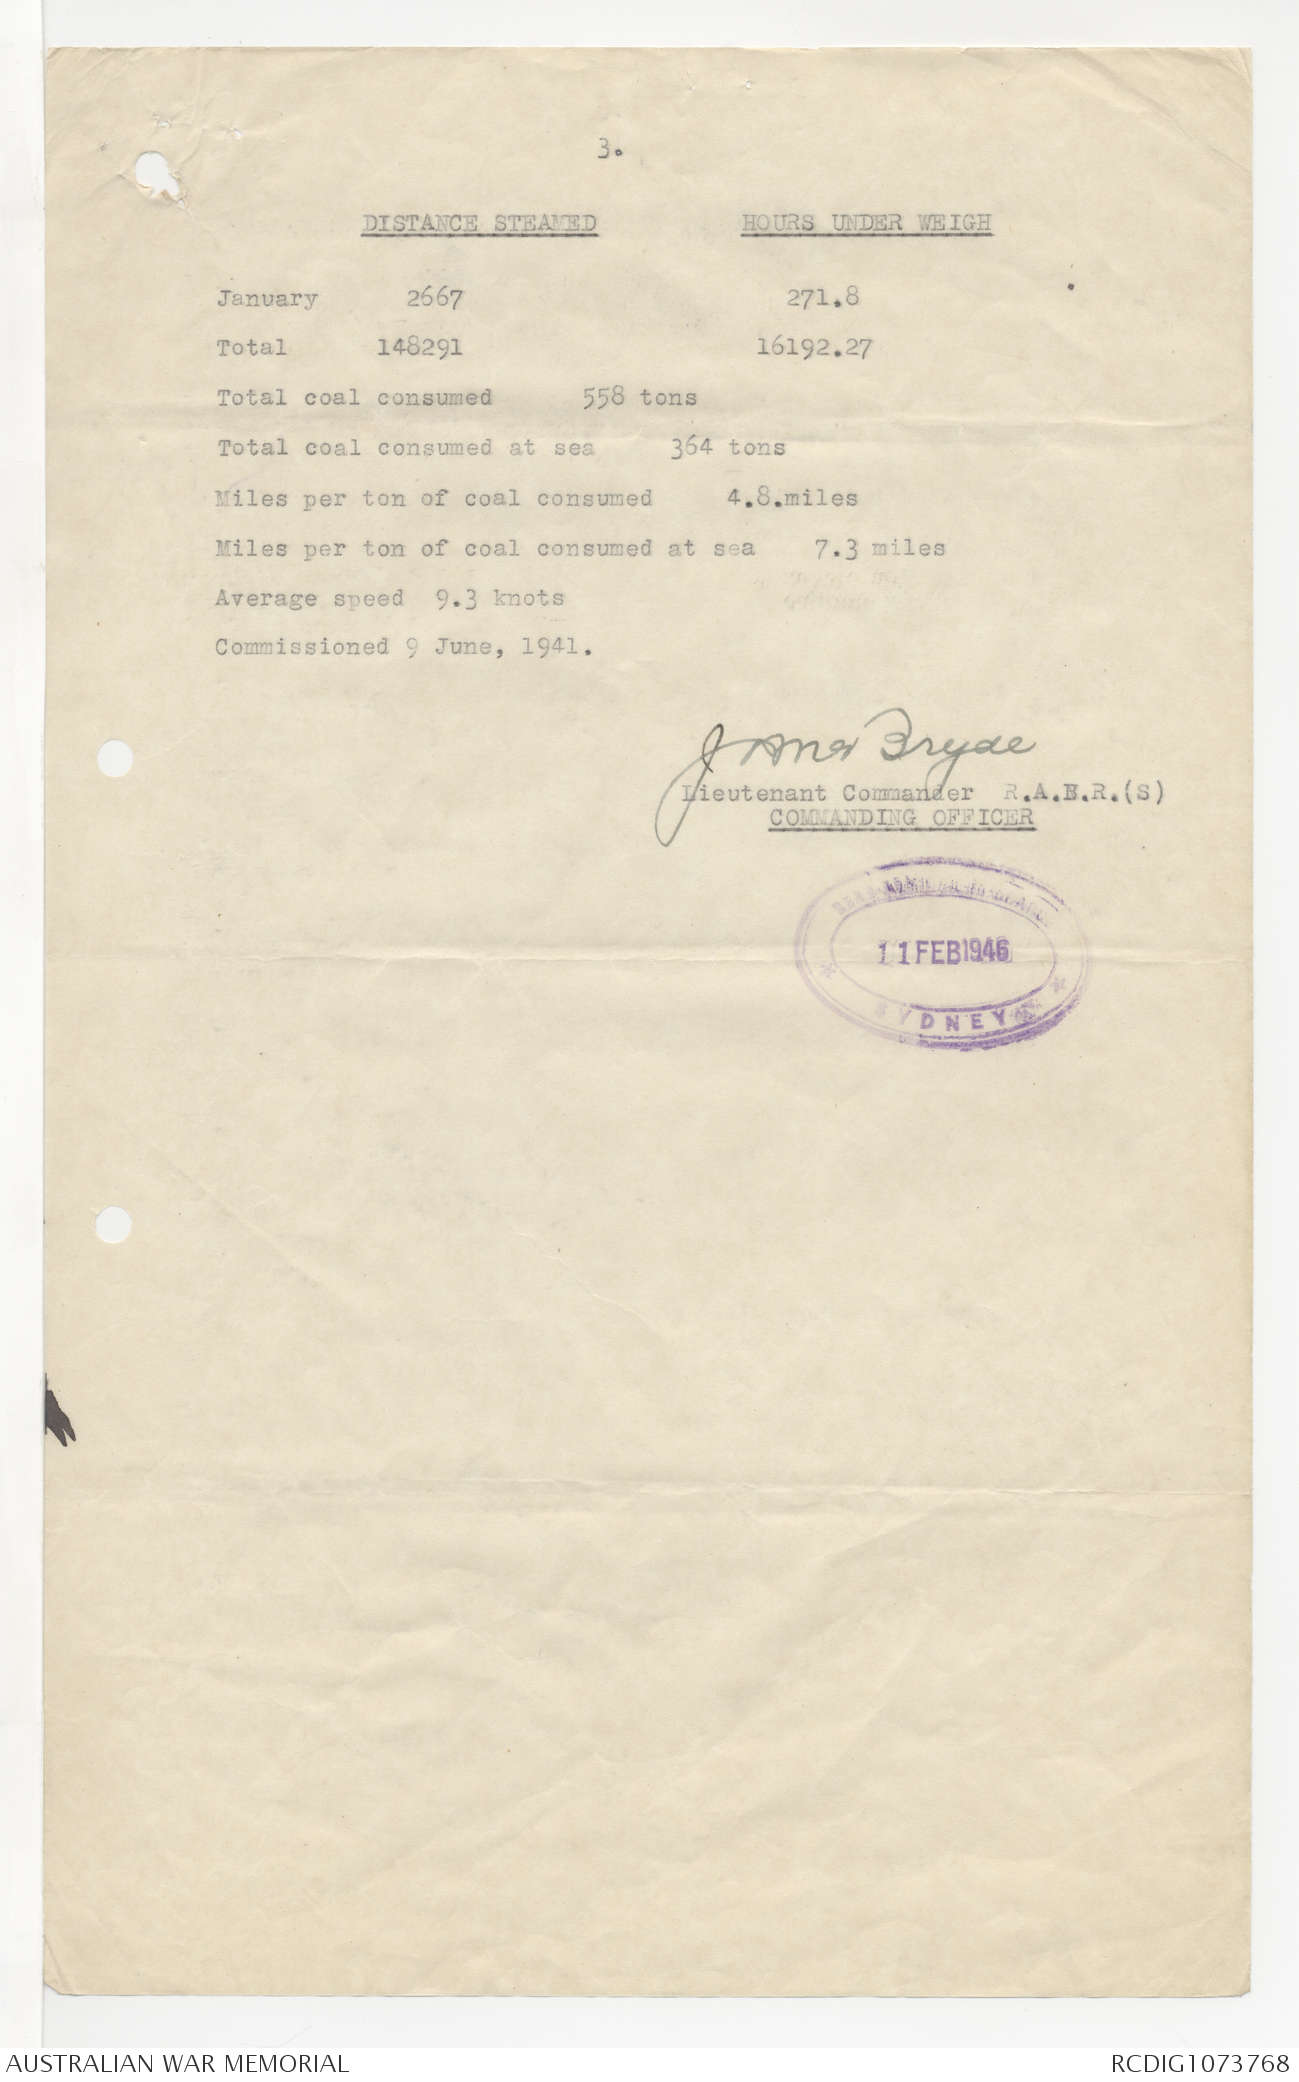 3.
DISTANCE STEAMED HOURS UNDER WEIGH
January 2667 271.8
Total 148291 16192.27
Total coal consumed 558 tons
Total coal consumed at sea 364 tons
Miles per ton of coal consumed 4.8.miles
Miles per ton of coal consumed at sea 7.3 miles
Average speed 9.3 knots
Commissioned 9 June, 1941.
Bryde
Lieutenant Commander R.A.N.R.(S)
COMMANDING OFFICER
11 FEB 1946
SYDNEY
AUSTRALIAN WAR MEMORIAL RCDIG1073768